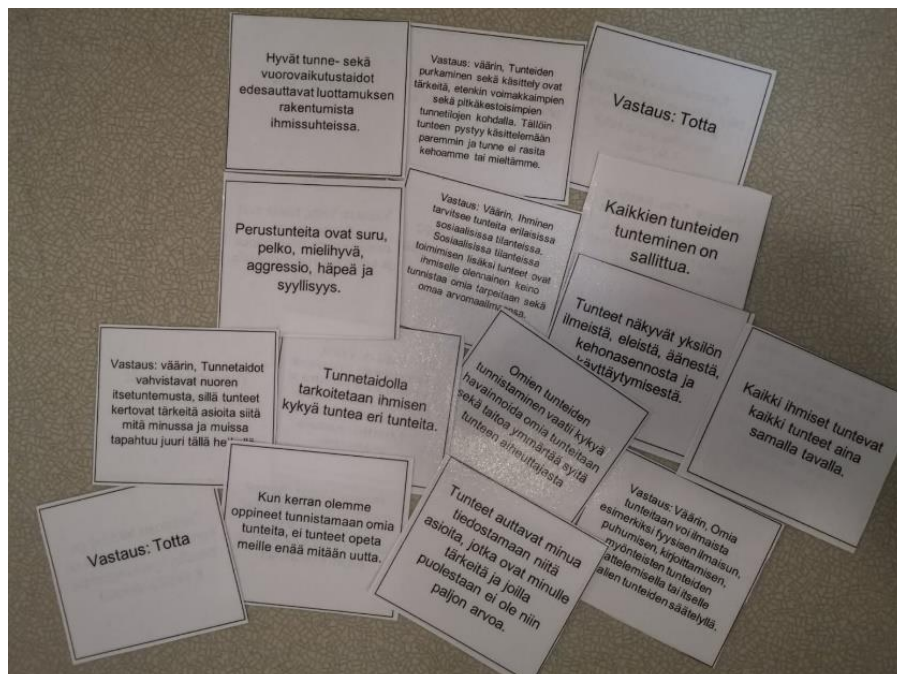 Hyvät tunne- sekä
vuorovaikutustaidot
edesauttavat luottamuksen
rakentumista
ihmissuhteissa.
Vastaus: väärin, Tunteiden
purkaminen sekä käsittely ovat
tärkeitä, etenkin voimakkaimpien
sekä pitkäkestoisimpien
tunnetilojen kohdalla. Tällöin
tunteen pystyy käsittelemään
paremmin ja tunne ei rasita
kehoamme tai mieltämme.
Vastaus: Totta
Perustunteita ovat suru,
pelko, mielihyvä,
aggressio, häpeä ja
syyllisyys.
Vastaus: Väärin, Ihminen
tarvitsee tunteita erilaisissa
sosiaalisissa tilanteissa.
Sosiaalisissa tilanteissa
toimimisen lisäksi tunteet ovat
ihmiselle olennainen keino
tunnistaa omia tarpeitaan sekä
omaa arvomaailmaansa.
Kaikkien tunteiden
tunteminen on
sallittua.
Tunteet näkyvät yksilön
ilmeistä, eleistä, äänestä,
kehonasennosta ja
käyttäytymisestä.
Vastaus: väärin, Tunnetaidot
vahvistavat nuoren
itsetuntemusta, sillä tunteet
kertovat tärkeitä asioita siitä
mitä minussa ja muissa
tapahtuu juuri tällä
Tunnetaidolla
tarkoitetaan ihmisen
kykyä tuntea eri tunteita.
Omien tunteiden
tunnistaminen vaatii kykyä
havainnoida omia tunteitaan
sekä taitoa ymmärtää syitä
tunteen aiheuttajasta
Kaikki ihmiset tuntevat
kaikki tunteet aina
samalla tavalla.
Vastaus: Totta
Kun kerran olemme
oppineet tunnistamaan omia
tunteita, ei tunteet opeta
meille enää mitään uutta.
Tunteet auttavat minua
tiedostamaan niitä
asioita, jotka ovat minulle
tärkeitä ja joilla
puolestaan ei ole niin
paljon arvoa.
Vastaus: Väärin, Omia
tunteitaan voi ilmaista
esimerkiksi fyysisen ilmaisun,
puhumisen, kirjoittamisen,
myönteisten tunteiden
tai itselle
tunteiden säätelyllä.